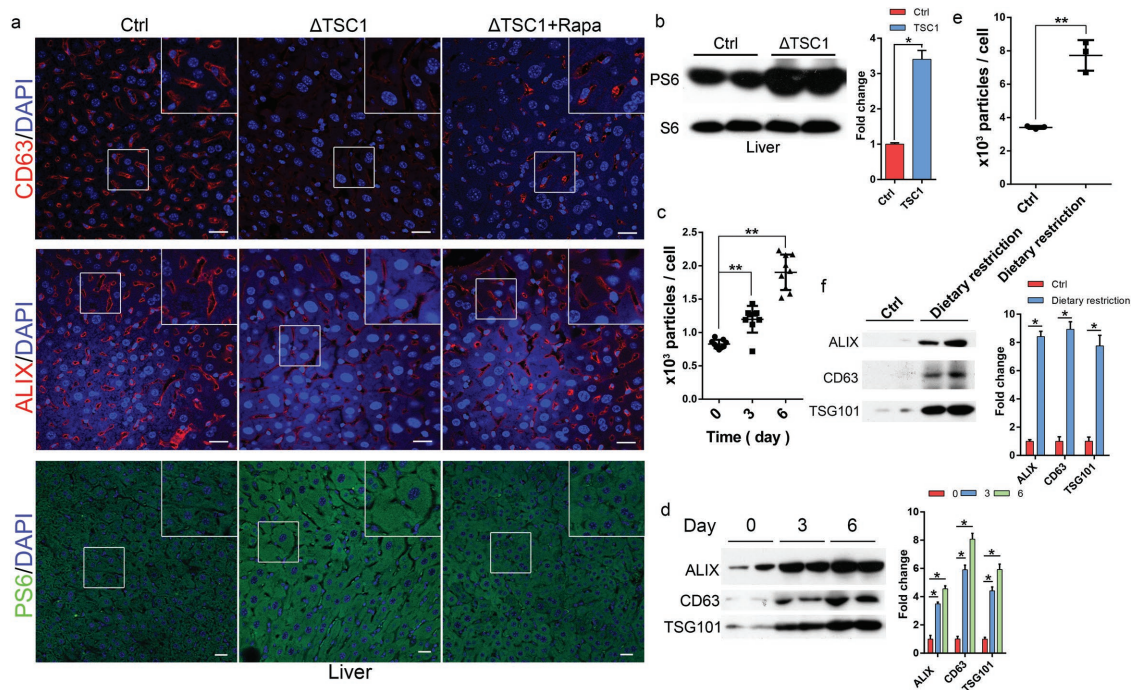 a
Ctrl
ΔTSC1
ΔTSC1+Rapa
CD63/DAPI
ALIX/DAPI
PS6/DAPI
Liver
b
Ctrl
ΔTSC1
PS6
S6
Liver
Ctrl
TSC1
Fold change
4
3
2
1
0
*
Ctrl
TSC1
e
x10³ particles / cell
10
8
6
4
2
0
**
Ctrl
Dietary restriction
c
x10³ particles / cell
2.5
2.0
1.5
1.0
0.5
0.0
**
**
0
3
6
Time ( day )
f
Ctrl
Dietary restriction
ALIX
CD63
TSG101
Ctrl
Dietary restriction
Fold change
10
8
6
4
2
0
*
*
*
ALIX
CD63
TSG101
d
Day
0
3
6
ALIX
CD63
TSG101
0
3
6
Fold change
10
8
6
4
2
0
*
*
*
*
*
*
ALIX
CD63
TSG101